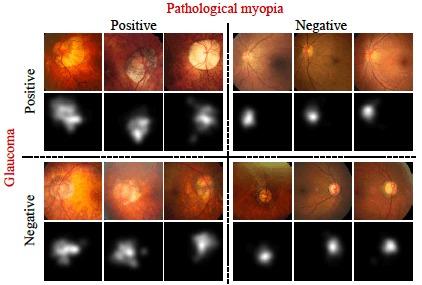 Pathological myopia
Positive
Negative
Glaucoma
Positive
Negative